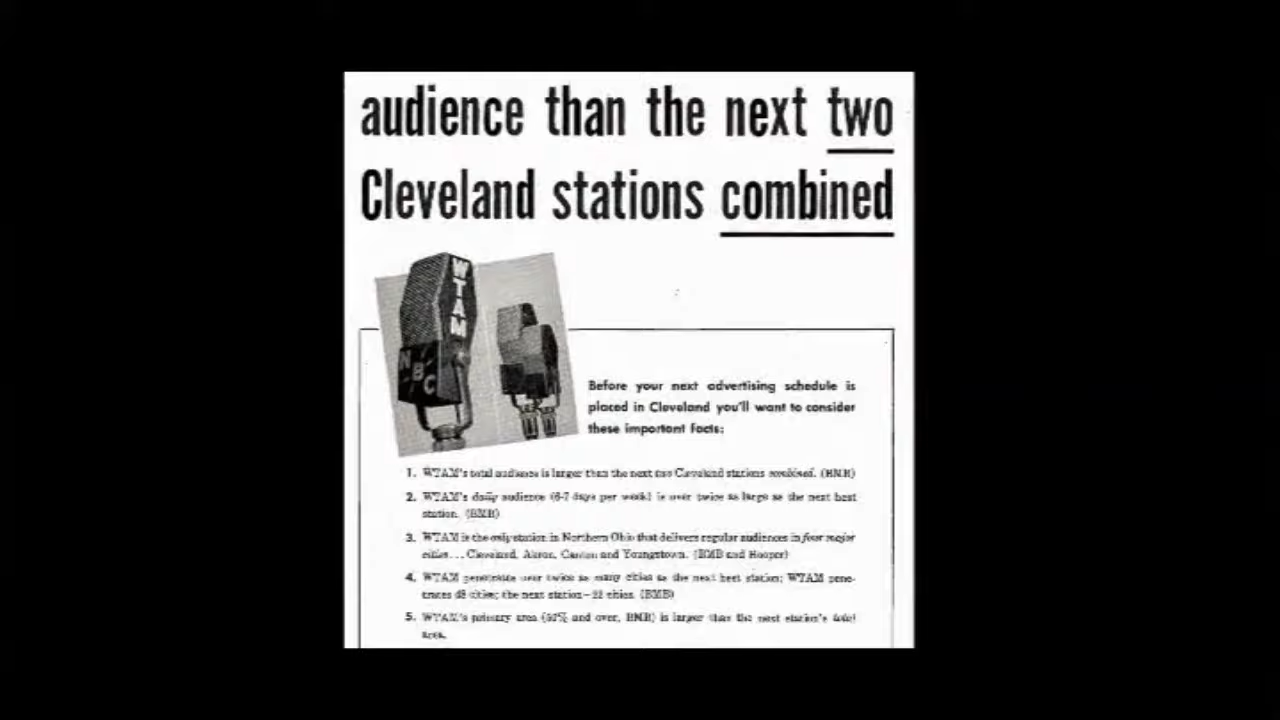 audience than the next two
Cleveland stations combined
WTAM
NBC
Before your next advertising schedule is
placed in Cleveland you'll want to consider
these important facts:
1. WTAM's total audience is larger than the next two Cleveland stations combined. (BMB)
2. WTAM's daily audience (6-7 days per week) is over twice as large as the next best
station. (BMB)
3. WTAM is the only station in Northern Ohio that delivers regular audiences in four major
cities... Cleveland, Akron, Canton and Youngstown. (BMB and Hooper)
4. WTAM penetrates over twice as many cities as the next best station; WTAM pene-
trates 48 cities; the next station—22 cities. (BMB)
5. WTAM's primary area (50% and over, BMB) is larger than the next station's total
area.